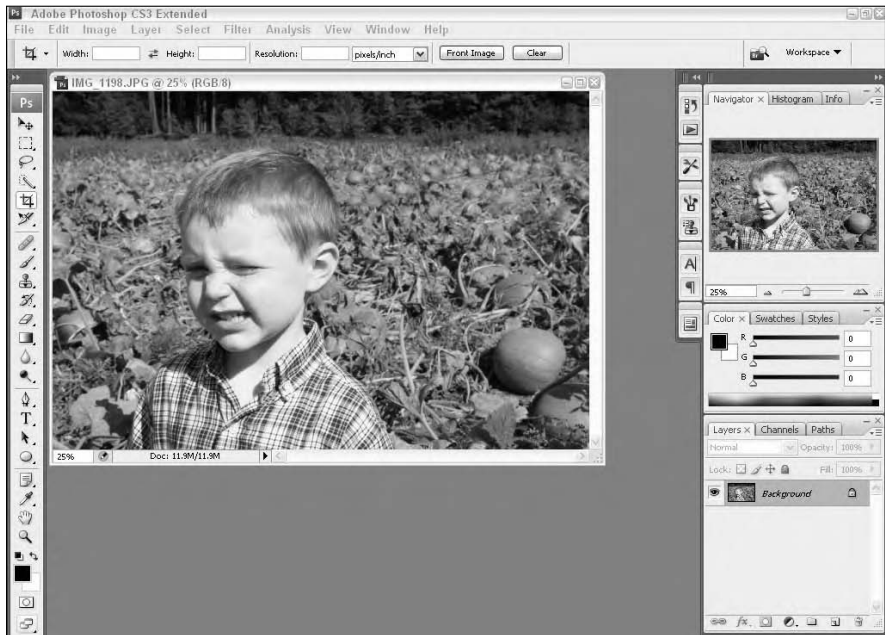 Ps Adobe Photoshop CS3 Extended
File Edit Image Layer Select Filter Analysis View Window Help
Width: Height: Resolution: pixels/inch Front Image Clear Workspace
IMG_1198.JPG @ 25% (RGB/8)
Ps
T
25% Doc: 11.9M/11.9M
Navigator x Histogram Info
25%
A
Color x Swatches Styles
R 0
G 0
B 0
Layers x Channels Paths
Normal Opacity: 100%
Lock: Fill: 100%
Background
fx